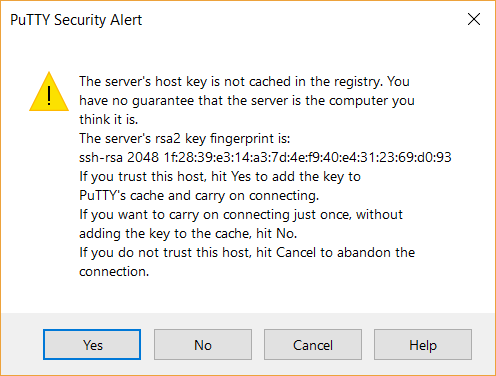 PuTTY Security Alert
The server's host key is not cached in the registry. You
have no guarantee that the server is the computer you
think it is.
The server's rsa2 key fingerprint is:
ssh-rsa 2048 1f:28:39:e3:14:a3:7d:4e:f9:40:e4:31:23:69:d0:93
If you trust this host, hit Yes to add the key to
PuTTY's cache and carry on connecting.
If you want to carry on connecting just once, without
adding the key to the cache, hit No.
If you do not trust this host, hit Cancel to abandon the
connection.
Yes No Cancel Help